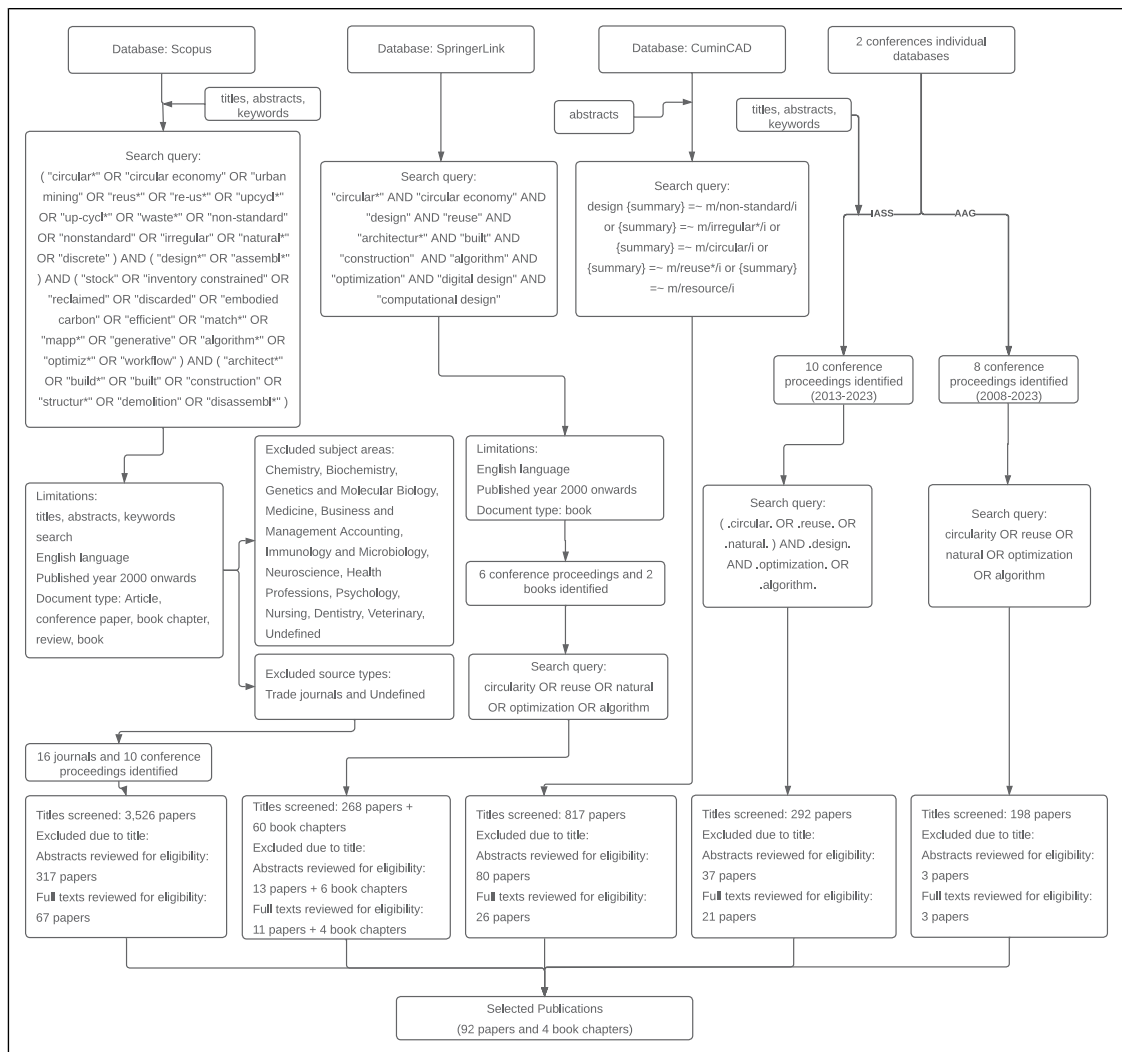 Database: Scopus
Database: SpringerLink
Database: CuminCAD
2 conferences individual
databases
titles, abstracts,
keywords
abstracts
titles, abstracts,
keywords
Search query:
( "circular*" OR "circular economy" OR "urban
mining" OR "reus*" OR "re-us*" OR "upcycl*"
OR "up-cycl*" OR "waste*" OR "non-standard"
OR "nonstandard" OR "irregular" OR "natural*"
OR "discrete" ) AND ( "design*" OR "assembl*"
) AND ( "stock" OR "inventory constrained" OR
"reclaimed" OR "discarded" OR "embodied
carbon" OR "efficient" OR "match*" OR
"mapp*" OR "generative" OR "algorithm*" OR
"optimiz*" OR "workflow" ) AND ( "architect*"
OR "build*" OR "built" OR "construction" OR
"structur*" OR "demolition" OR "disassembl*" )
Search query:
"circular*" AND "circular economy" AND
"design" AND "reuse" AND
"architectur*" AND "built" AND
"construction" AND "algorithm" AND
"optimization" AND "digital design" AND
"computational design"
Search query:
design {summary} =~ m/non-standard/i
or {summary} =~ m/irregular*/i or
{summary} =~ m/circular/i or
{summary} =~ m/reuse*/i or {summary}
=~ m/resource/i
IASS
AAG
10 conference
proceedings identified
(2013-2023)
8 conference
proceedings identified
(2008-2023)
Limitations:
titles, abstracts, keywords
search
English language
Published year 2000 onwards
Document type: Article,
conference paper, book chapter,
review, book
Excluded subject areas:
Chemistry, Biochemistry,
Genetics and Molecular Biology,
Medicine, Business and
Management Accounting,
Immunology and Microbiology,
Neuroscience, Health
Professions, Psychology,
Nursing, Dentistry, Veterinary,
Undefined
Excluded source types:
Trade journals and Undefined
Limitations:
English language
Published year 2000 onwards
Document type: book
6 conference proceedings and 2
books identified
Search query:
circularity OR reuse OR natural
OR optimization OR algorithm
Search query:
( .circular. OR .reuse. OR
.natural. ) AND .design.
AND .optimization. OR
.algorithm.
Search query:
circularity OR reuse OR
natural OR optimization
OR algorithm
16 journals and 10 conference
proceedings identified
Titles screened: 3,526 papers
Excluded due to title:
Abstracts reviewed for eligibility:
317 papers
Full texts reviewed for eligibility:
67 papers
Titles screened: 268 papers +
60 book chapters
Excluded due to title:
Abstracts reviewed for eligibility:
13 papers + 6 book chapters
Full texts reviewed for eligibility:
11 papers + 4 book chapters
Titles screened: 817 papers
Excluded due to title:
Abstracts reviewed for eligibility:
80 papers
Full texts reviewed for eligibility:
26 papers
Titles screened: 292 papers
Excluded due to title:
Abstracts reviewed for eligibility:
37 papers
Full texts reviewed for eligibility:
21 papers
Titles screened: 198 papers
Excluded due to title:
Abstracts reviewed for eligibility:
3 papers
Full texts reviewed for eligibility:
3 papers
Selected Publications
(92 papers and 4 book chapters)